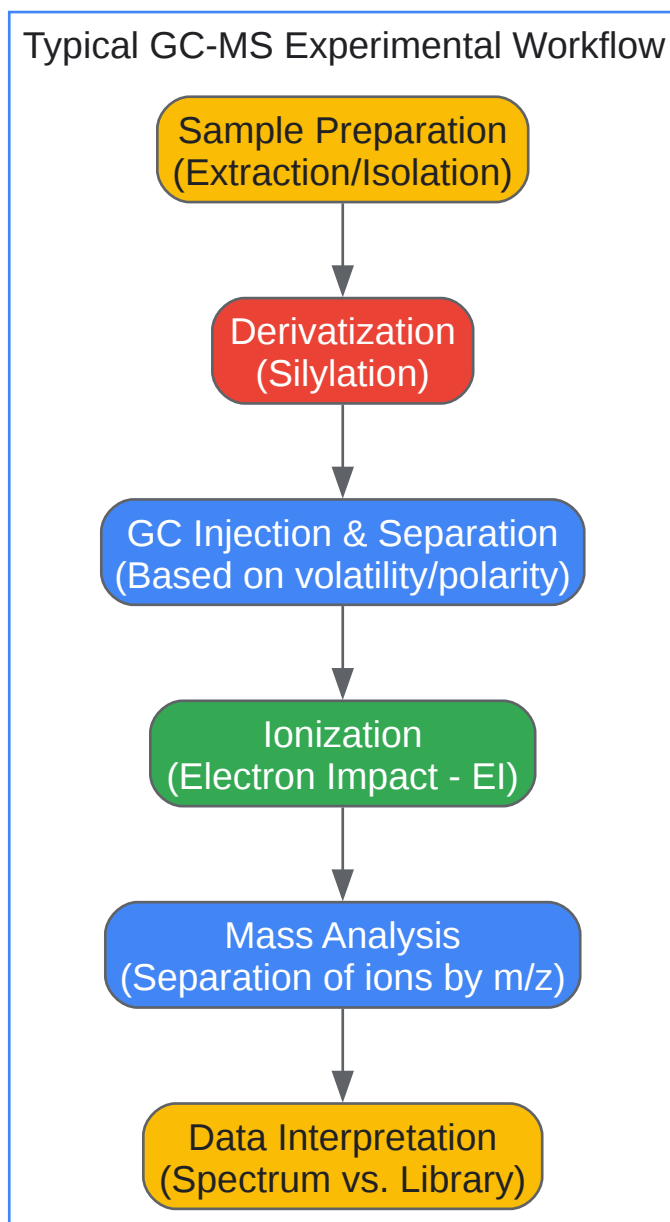 Typical GC-MS Experimental Workflow
Sample Preparation
(Extraction/Isolation)
Derivatization
(Silylation)
GC Injection & Separation
(Based on volatility/polarity)
Ionization
(Electron Impact - EI)
Mass Analysis
(Separation of ions by m/z)
Data Interpretation
(Spectrum vs. Library)